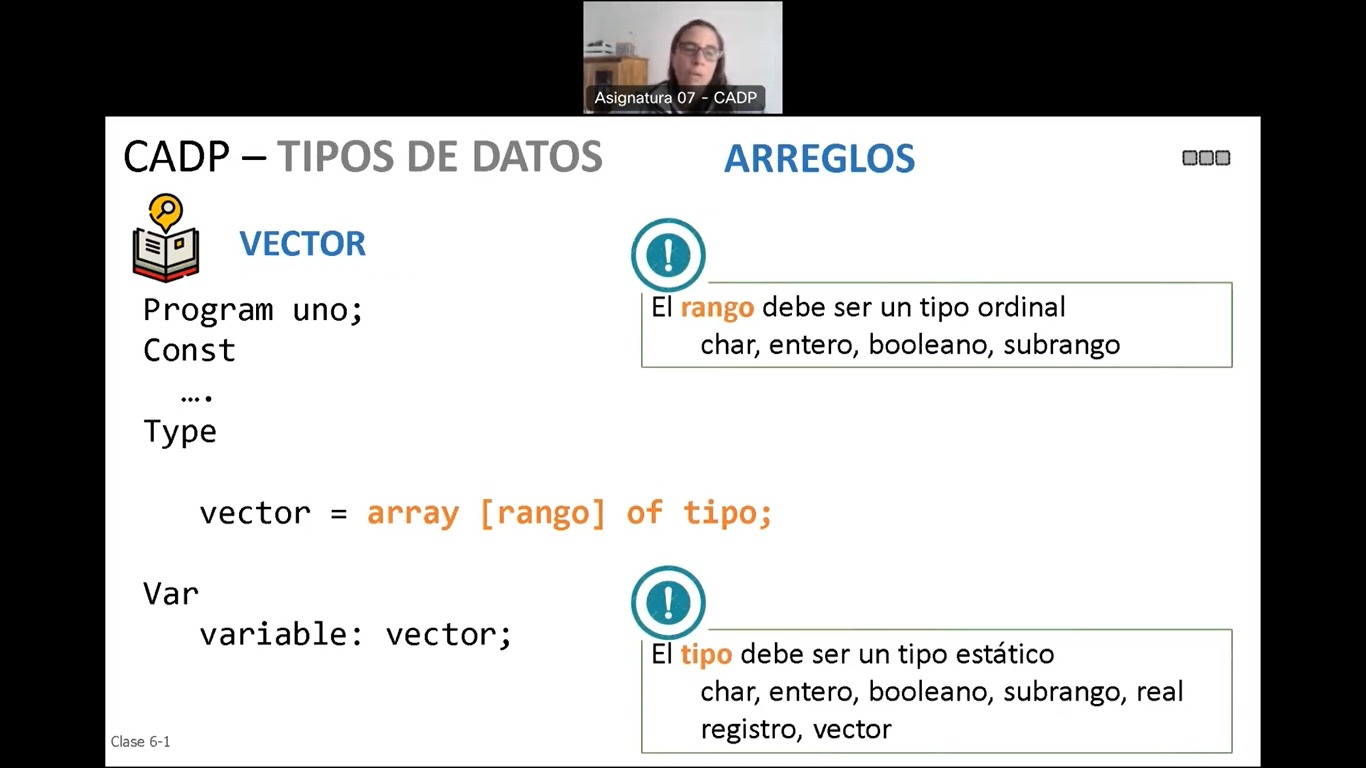 Asignatura 07 - CADP
CADP – TIPOS DE DATOS
ARREGLOS
VECTOR
Program uno;
Const
….
Type
vector = array [rango] of tipo;
Var
variable: vector;
El rango debe ser un tipo ordinal
char, entero, booleano, subrango
El tipo debe ser un tipo estático
char, entero, booleano, subrango, real
registro, vector
Clase 6-1